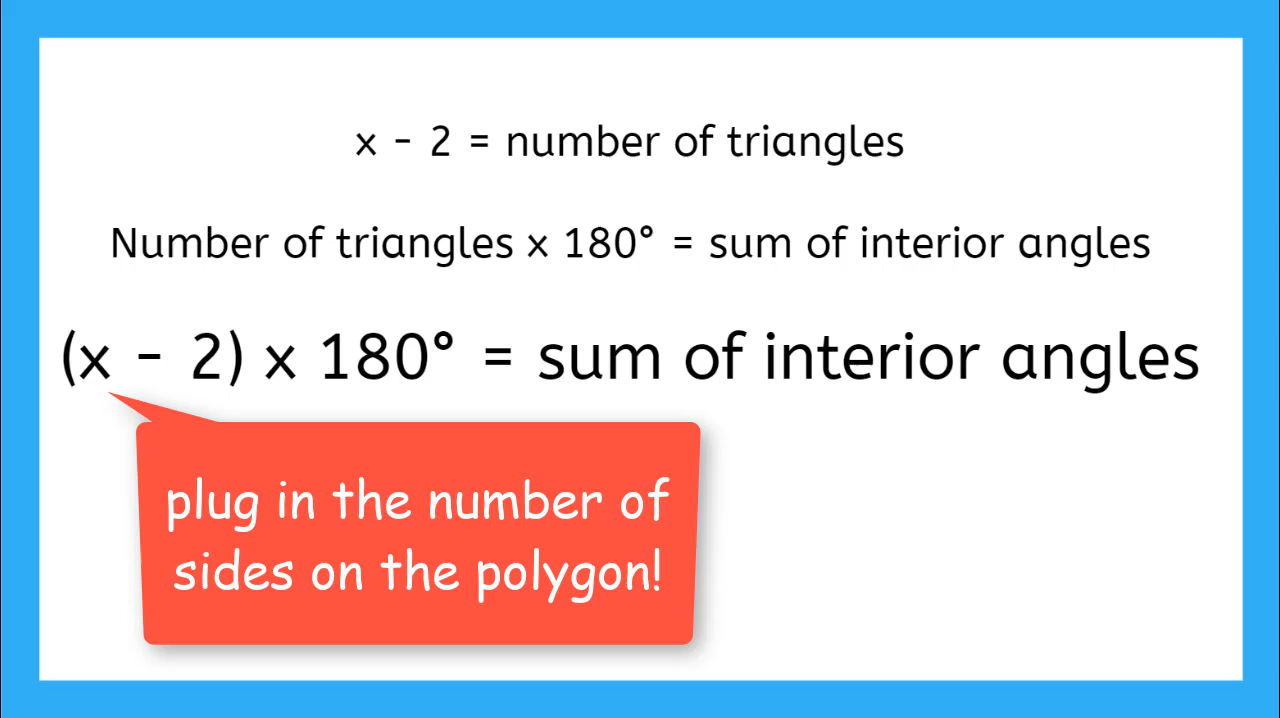 x - 2 = number of triangles
Number of triangles x 180° = sum of interior angles
(x - 2) x 180° = sum of interior angles
plug in the number of
sides on the polygon!